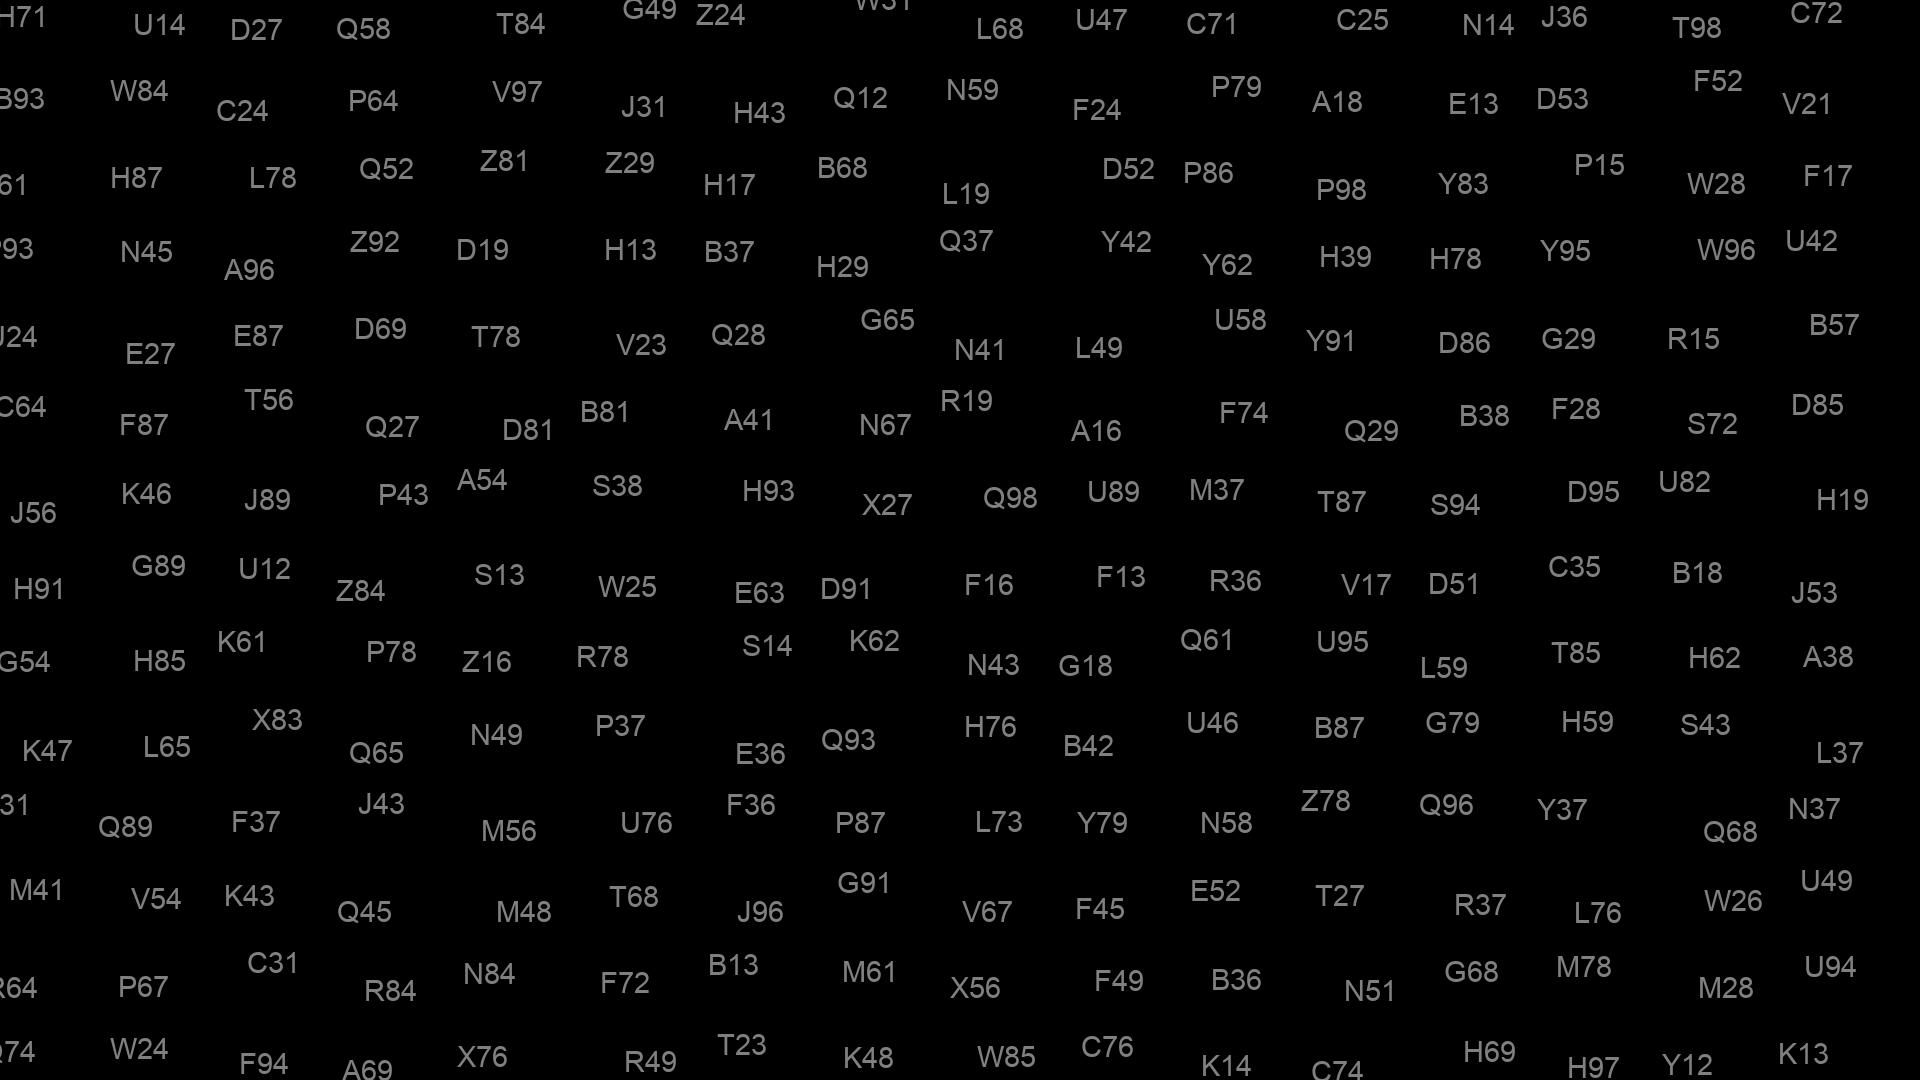 H71 U14 D27 Q58 T84 G49 Z24 W31 L68 U47 C71 C25 N14 J36 T98 C72
B93 W84 C24 P64 V97 J31 H43 Q12 N59 F24 P79 A18 E13 D53 F52 V21
61 H87 L78 Q52 Z81 Z29 H17 B68 L19 D52 P86 P98 Y83 P15 W28 F17
93 N45 A96 Z92 D19 H13 B37 H29 Q37 Y42 Y62 H39 H78 Y95 W96 U42
24 E27 E87 D69 T78 V23 Q28 G65 N41 L49 U58 Y91 D86 G29 R15 B57
C64 F87 T56 Q27 D81 B81 A41 N67 R19 A16 F74 Q29 B38 F28 S72 D85
J56 K46 J89 P43 A54 S38 H93 X27 Q98 U89 M37 T87 S94 D95 U82 H19
H91 G89 U12 Z84 S13 W25 E63 D91 F16 F13 R36 V17 D51 C35 B18 J53
G54 H85 K61 P78 Z16 R78 S14 K62 N43 G18 Q61 U95 L59 T85 H62 A38
K47 L65 X83 Q65 N49 P37 E36 Q93 H76 B42 U46 B87 G79 H59 S43 L37
31 Q89 F37 J43 M56 U76 F36 P87 L73 Y79 N58 Z78 Q96 Y37 Q68 N37
M41 V54 K43 Q45 M48 T68 J96 G91 V67 F45 E52 T27 R37 L76 W26 U49
R64 P67 C31 R84 N84 F72 B13 M61 X56 F49 B36 N51 G68 M78 M28 U94
Q74 W24 F94 A69 X76 R49 T23 K48 W85 C76 K14 C74 H69 H97 Y12 K13